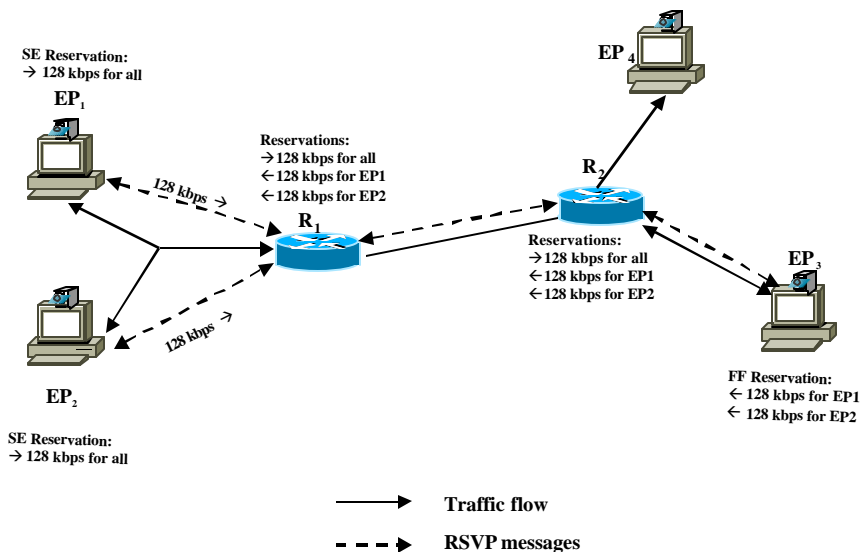 SE Reservation:
→ 128 kbps for all
EP₁
EP₄
Reservations:
→128 kbps for all
←128 kbps for EP1
←128 kbps for EP2
128 kbps →
R₁
R₂
Reservations:
→128 kbps for all
←128 kbps for EP1
←128 kbps for EP2
EP₃
128 kbps →
EP₂
FF Reservation:
← 128 kbps for EP1
← 128 kbps for EP2
SE Reservation:
→ 128 kbps for all
Traffic flow
RSVP messages